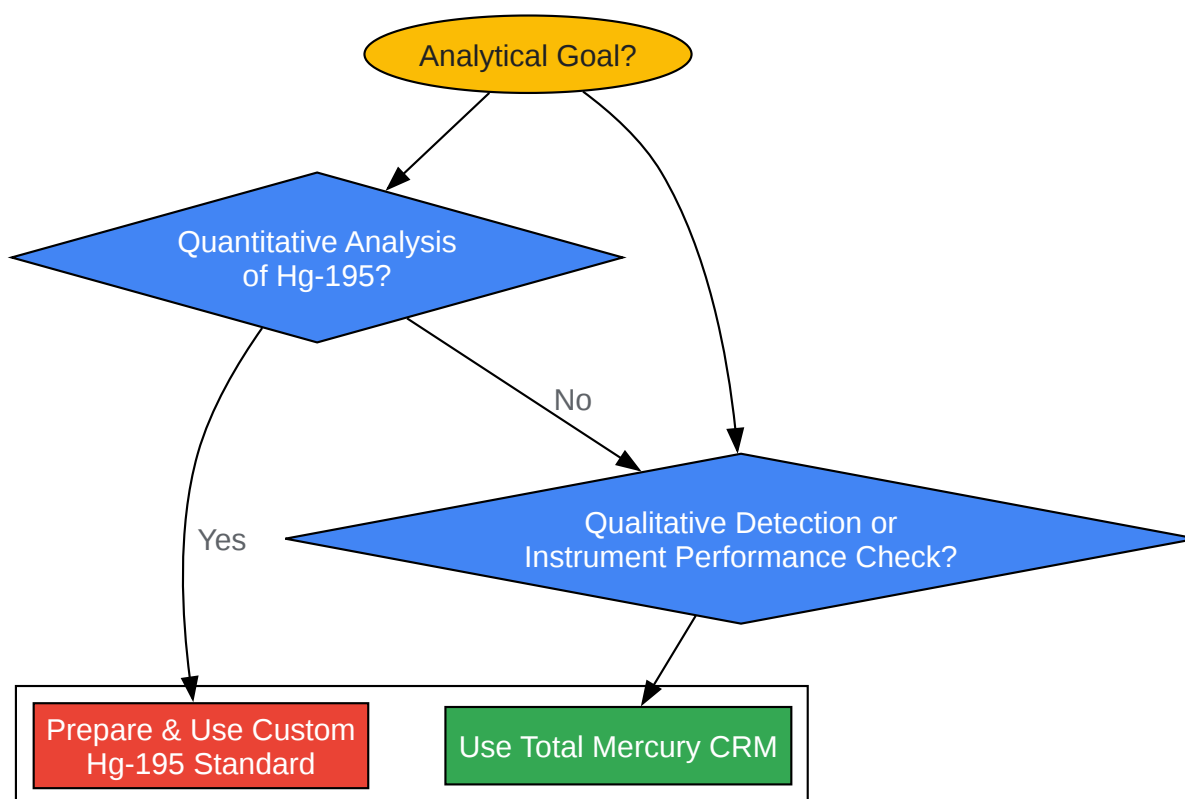 Analytical Goal?
Quantitative Analysis
of Hg-195?
No
Qualitative Detection or
Instrument Performance Check?
Yes
Prepare & Use Custom
Hg-195 Standard
Use Total Mercury CRM